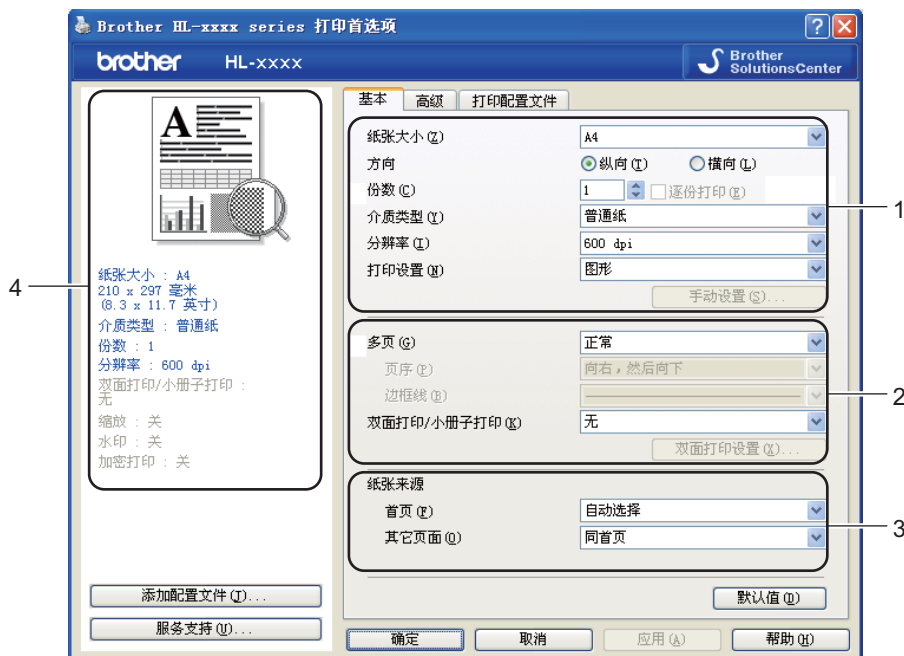 Brother HL-xxxx series 打印首选项
brother HL-xxxx
Brother
SolutionsCenter
A
纸张大小 : A4
210 x 297 毫米
(8.3 x 11.7 英寸)
介质类型 : 普通纸
份数 : 1
分辨率 : 600 dpi
双面打印/小册子打印 :
无
缩放 : 关
水印 : 关
加密打印 : 关
4
添加配置文件(J)...
服务支持(U)...
基本 高级 打印配置文件
纸张大小(Z) A4
方向 纵向(T) 横向(L)
份数(C) 1 逐份打印(E)
介质类型(Y) 普通纸
分辨率(I) 600 dpi
打印设置(N) 图形
手动设置(S)...
1
多页(G) 正常
页序(P) 向右，然后向下
边框线(B)
双面打印/小册子打印(K) 无
双面打印设置(X)...
2
纸张来源
首页(F) 自动选择
其它页面(O) 同首页
3
默认值(D)
确定 取消 应用(A) 帮助(H)